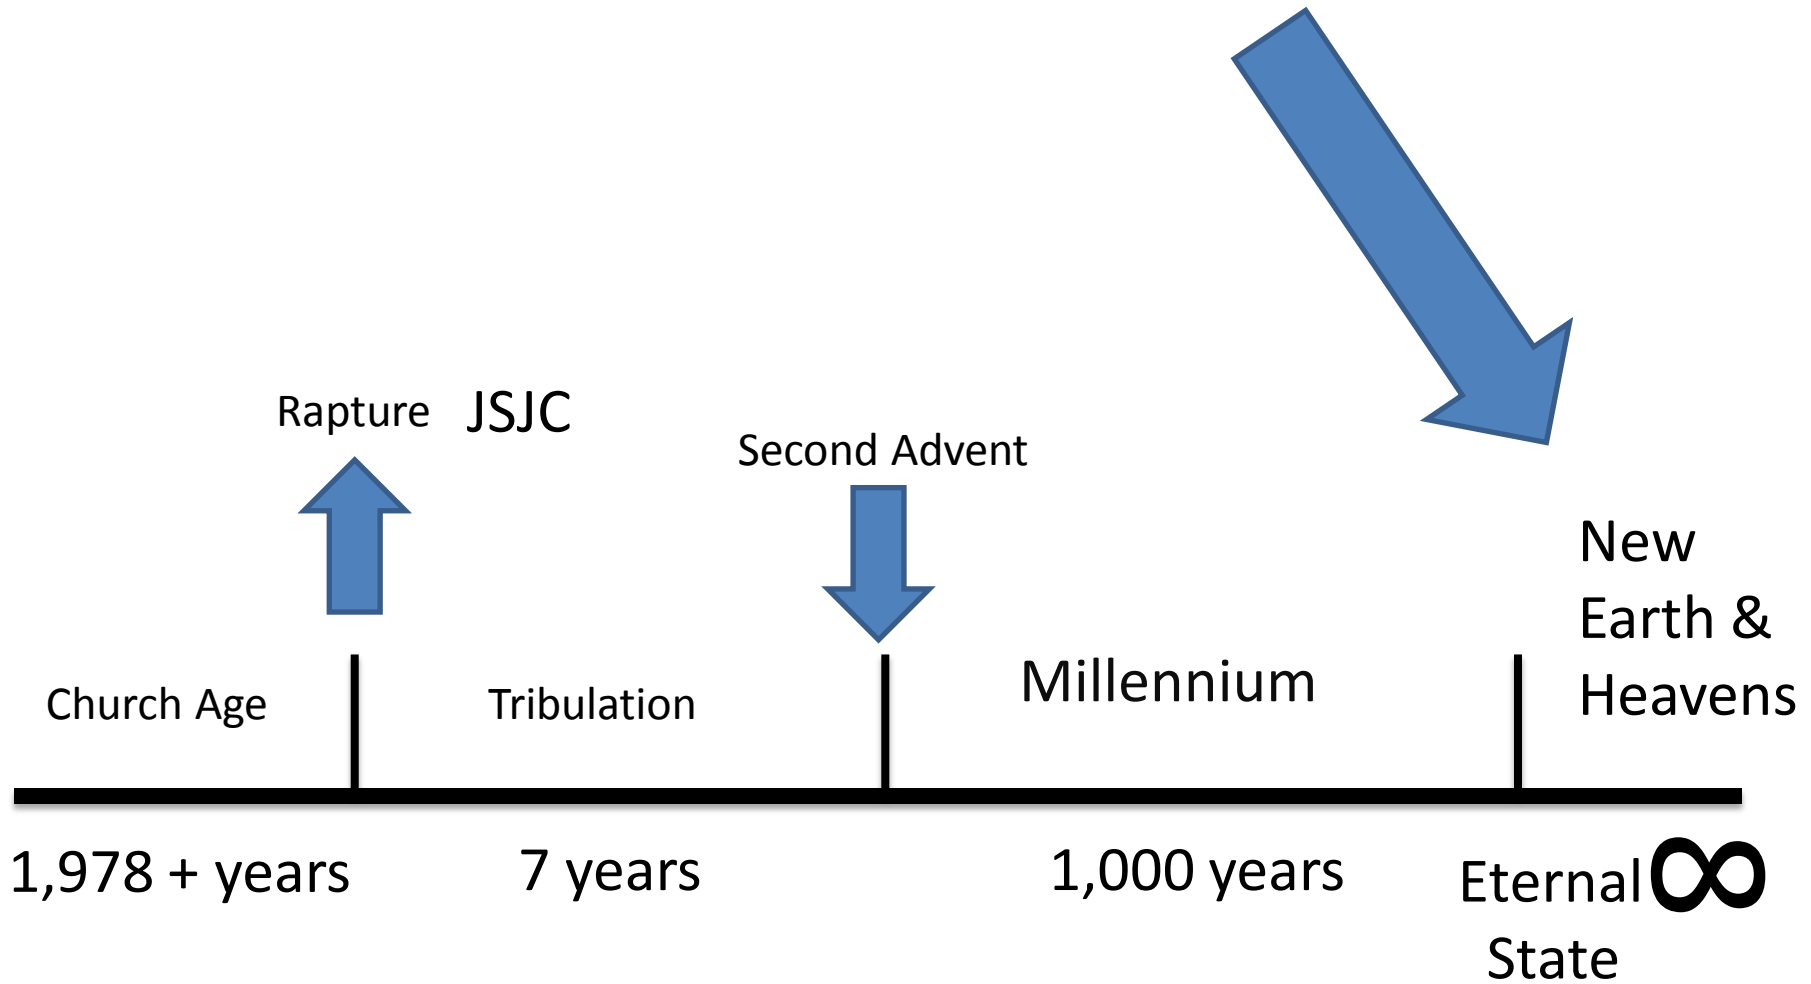 Rapture JSJC
Second Advent
New
Earth &
Heavens
Church Age
Tribulation
Millennium
1,978 + years
7 years
1,000 years
Eternal ∞
State